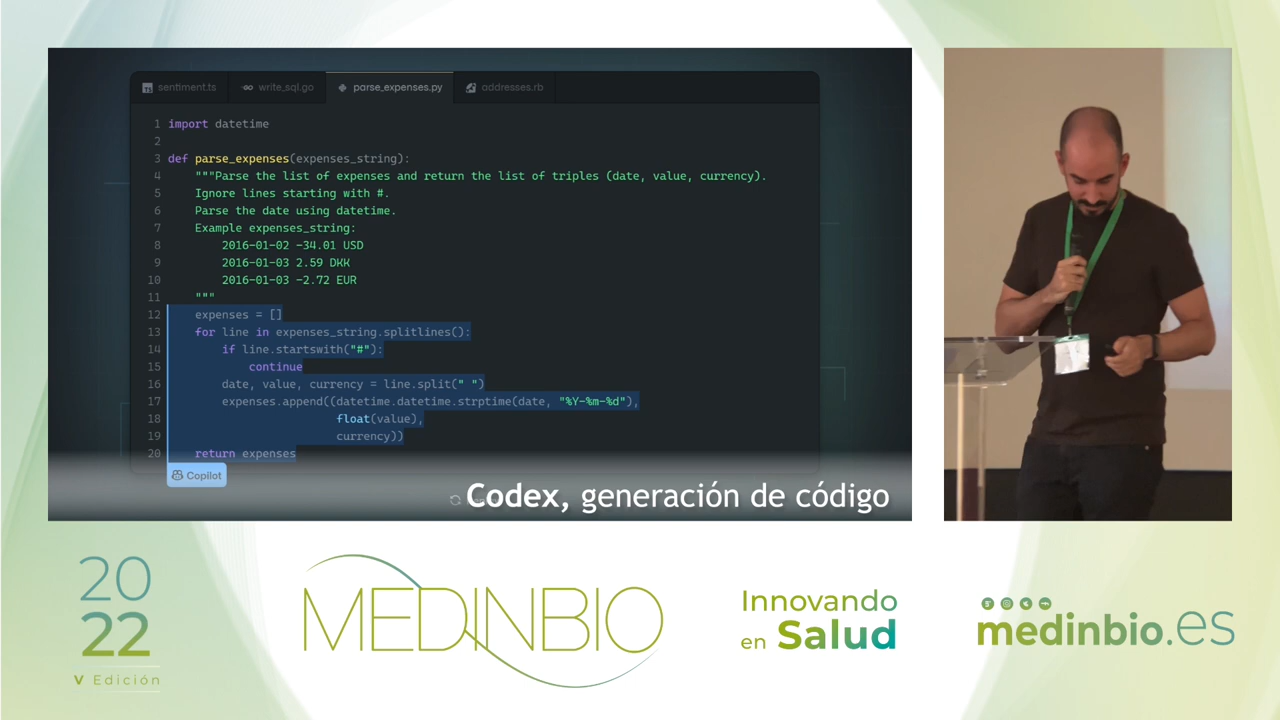 sentiment.ts
write_sql.go
parse_expenses.py
addresses.rb
1 import datetime
2
3 def parse_expenses(expenses_string):
4 """Parse the list of expenses and return the list of triples (date, value, currency).
5 Ignore lines starting with #.
6 Parse the date using datetime.
7 Example expenses_string:
8 2016-01-02 -34.01 USD
9 2016-01-03 2.59 DKK
10 2016-01-03 -2.72 EUR
11 """
12 expenses = []
13 for line in expenses_string.splitlines():
14 if line.startswith("#"):
15 continue
16 date, value, currency = line.split(" ")
17 expenses.append((datetime.datetime.strptime(date, "%Y-%m-%d"),
18 float(value),
19 currency))
20 return expenses
Copilot
Codex, generación de código
20
22
V Edición
MEDINBIO
Innovando
en Salud
medinbio.es